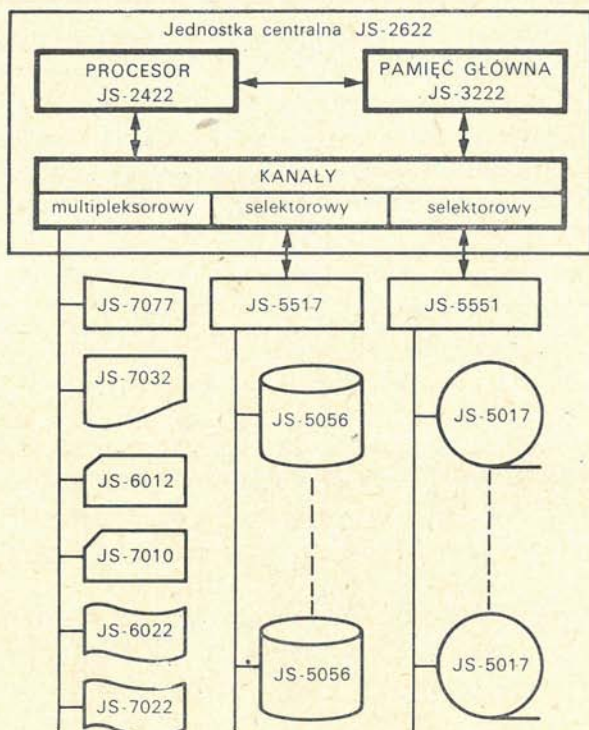 Jednostka centralna JS-2622
PROCESOR
JS-2422
PAMIĘĆ GŁÓWNA
JS-3222
KANAŁY
multipleksorowy
selektorowy
selektorowy
JS-7077
JS-5517
JS-5551
JS-7032
JS-5056
JS-5017
JS-6012
JS-7010
JS-6022
JS-5056
JS-5017
JS-7022